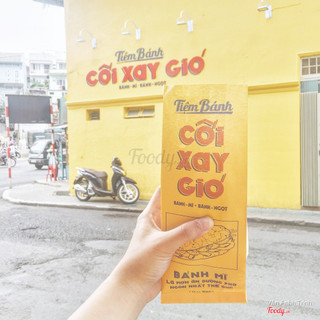 Tiệm Bánh
CỐI XAY GIÓ
BÁNH - MÌ - BÁNH - NGỌT
Tiệm Bánh
CỐI
XAY
GIÓ
BÁNH - MÌ - BÁNH - NGỌT
BÁNH MÌ
Foody
Foody